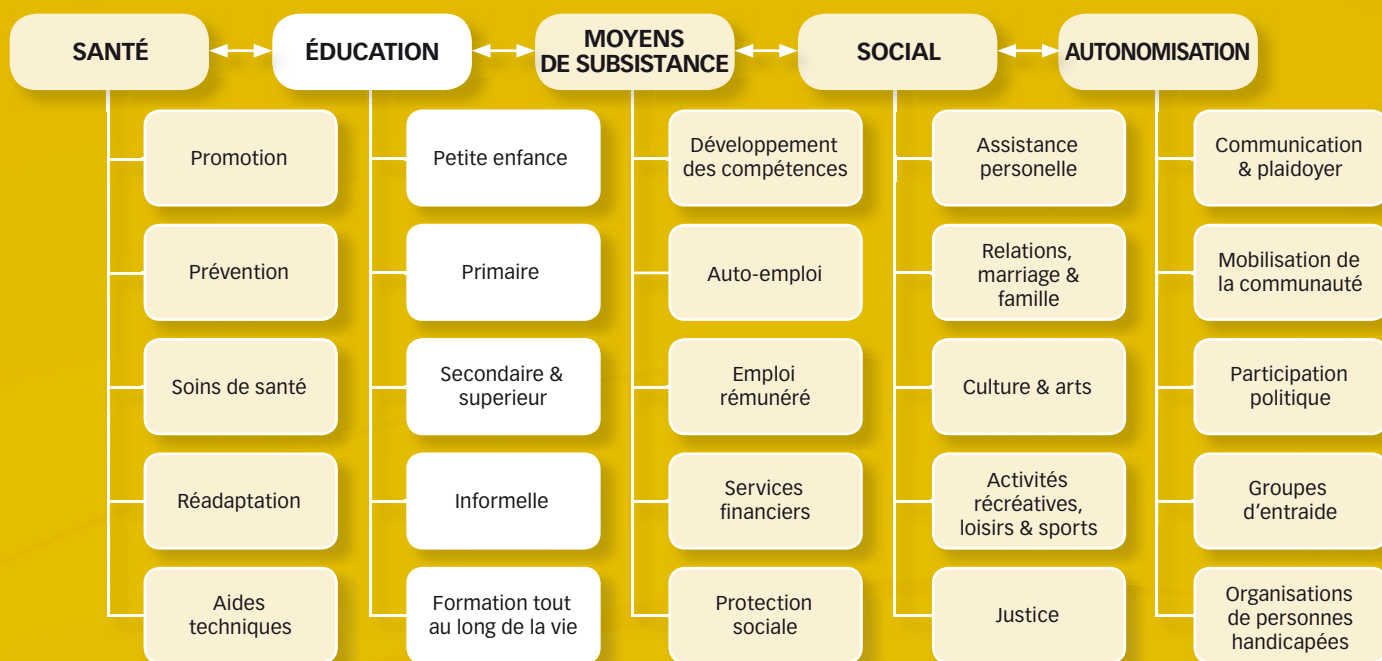 SANTÉ
ÉDUCATION
MOYENS
DE SUBSISTANCE
SOCIAL
AUTONOMISATION
Promotion
Prévention
Soins de santé
Réadaptation
Aides
techniques
Petite enfance
Primaire
Secondaire &
superieur
Informelle
Formation tout
au long de la vie
Développement
des compétences
Auto-emploi
Emploi
rémunéré
Services
financiers
Protection
sociale
Assistance
personelle
Relations,
marriage &
famille
Culture & arts
Activités
récréatives,
loisirs & sports
Justice
Communication
& plaidoyer
Mobilisation de
la communauté
Participation
politique
Groupes
d’entraide
Organisations
de personnes
handicapées